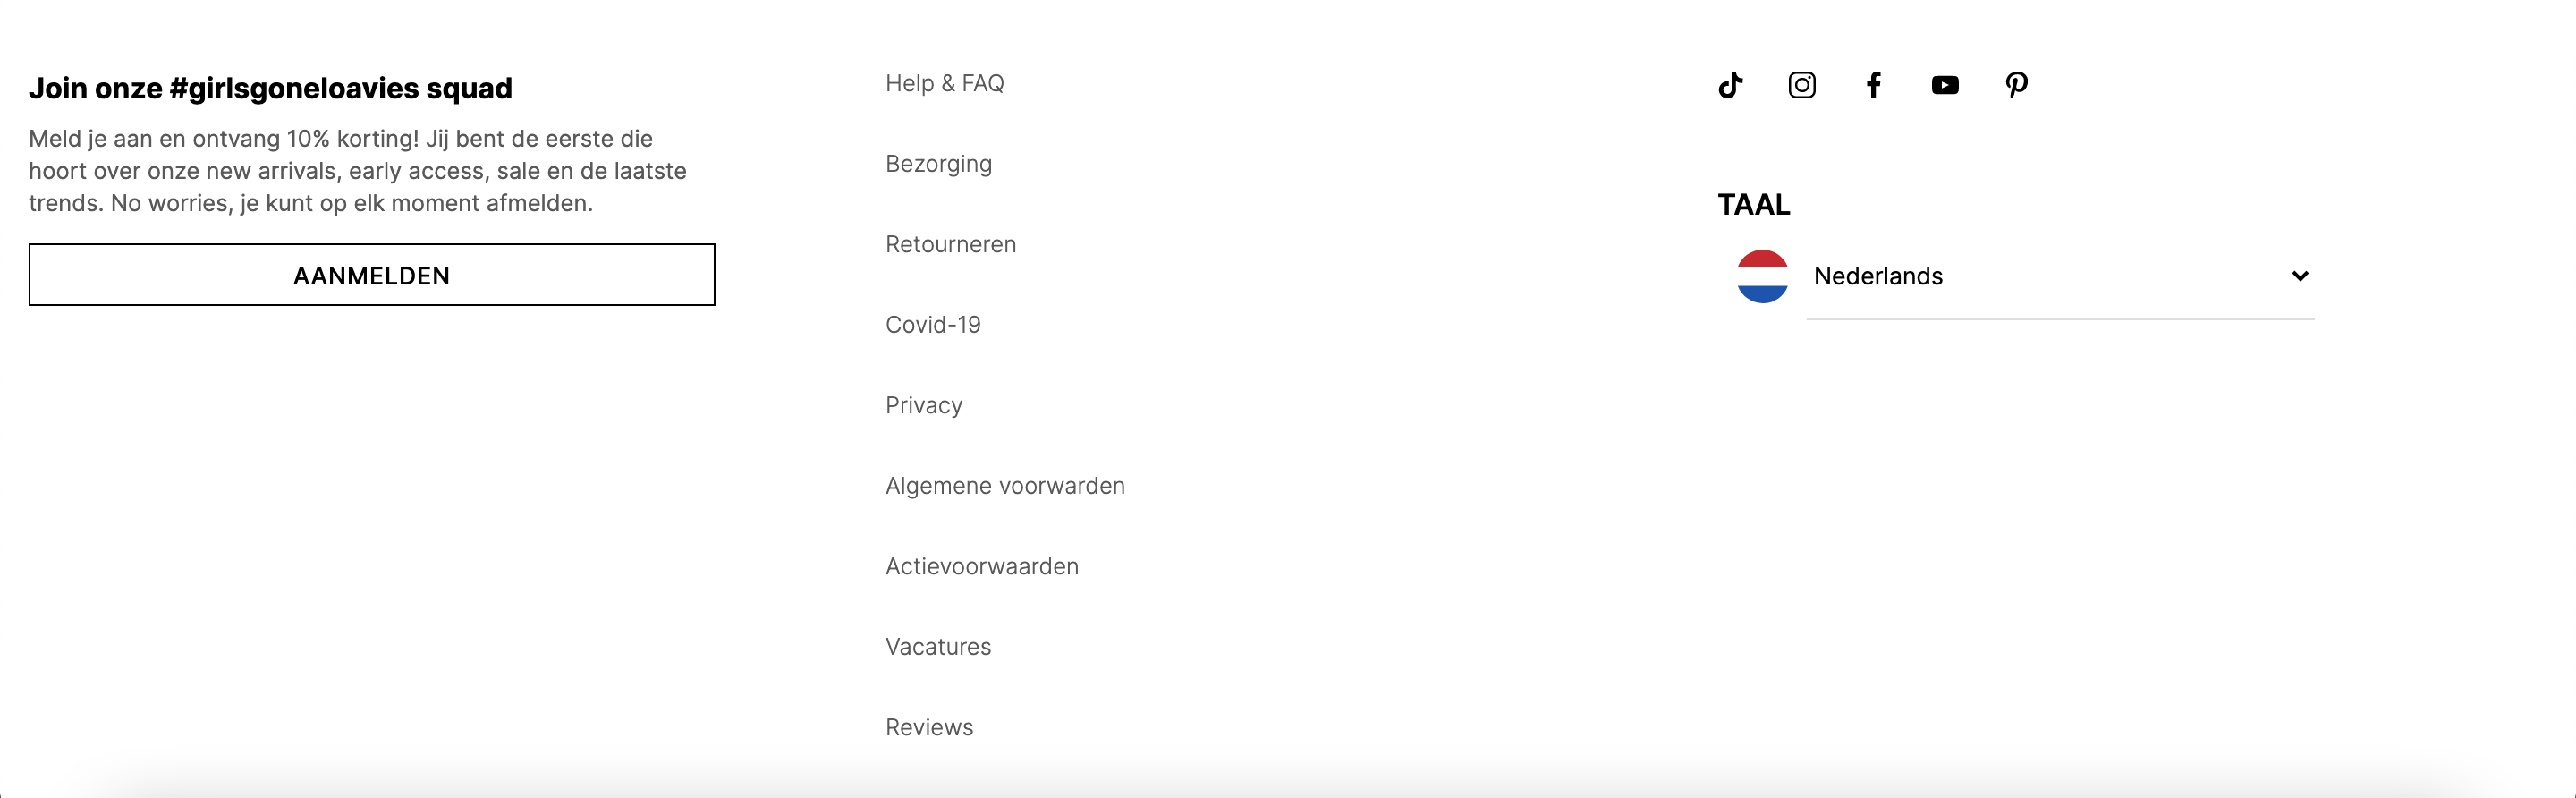 Join onze #girlsgoneloavies squad
Meld je aan en ontvang 10% korting! Jij bent de eerste die
hoort over onze new arrivals, early access, sale en de laatste
trends. No worries, je kunt op elk moment afmelden.
AANMELDEN
Help & FAQ
Bezorging
Retourneren
Covid-19
Privacy
Algemene voorwarden
Actievoorwaarden
Vacatures
Reviews
TAAL
Nederlands